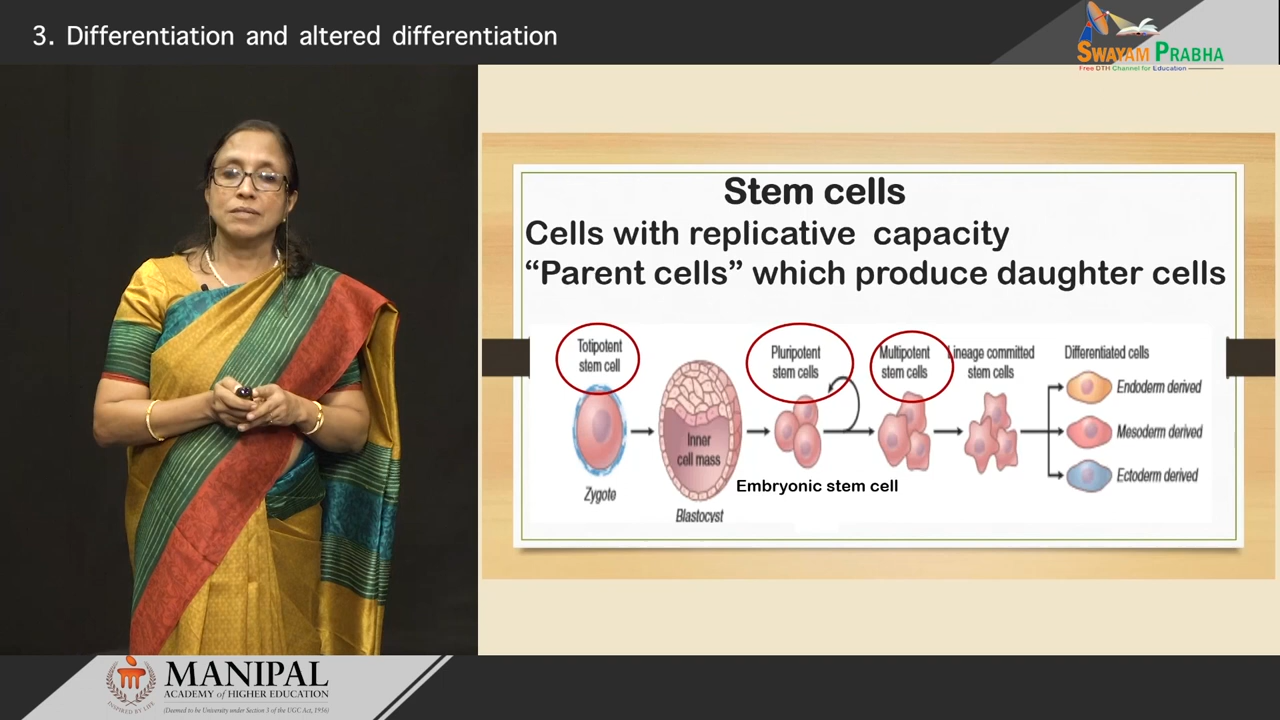 3. Differentiation and altered differentiation
SWAYAM PRABHA
Free DTH Channel for Education
Stem cells
Cells with replicative capacity
“Parent cells” which produce daughter cells
Totipotent
stem cell
Pluripotent
stem cells
Multipotent
stem cells
Lineage committed
stem cells
Differentiated cells
Endoderm derived
Mesoderm derived
Ectoderm derived
Inner
cell mass
Zygote
Blastocyst
Embryonic stem cell
INSPIRED BY LIFE
MANIPAL
ACADEMY of HIGHER EDUCATION
(Deemed to be University under Section 3 of the UGC Act, 1956)